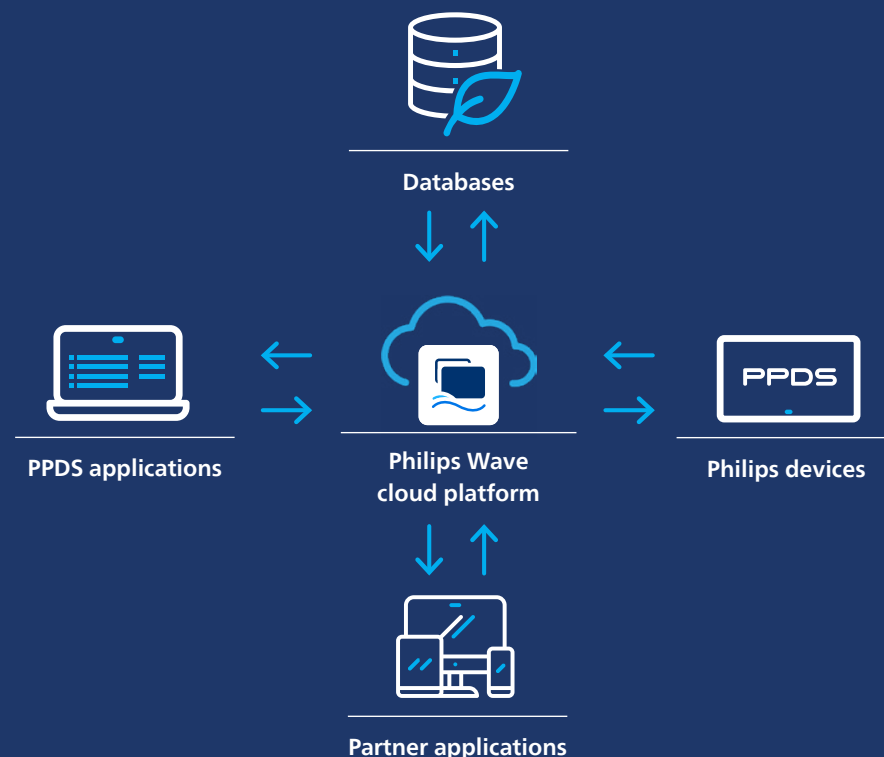 Databases
PPDS
PPDS applications
Philips Wave
cloud platform
Philips devices
Partner applications